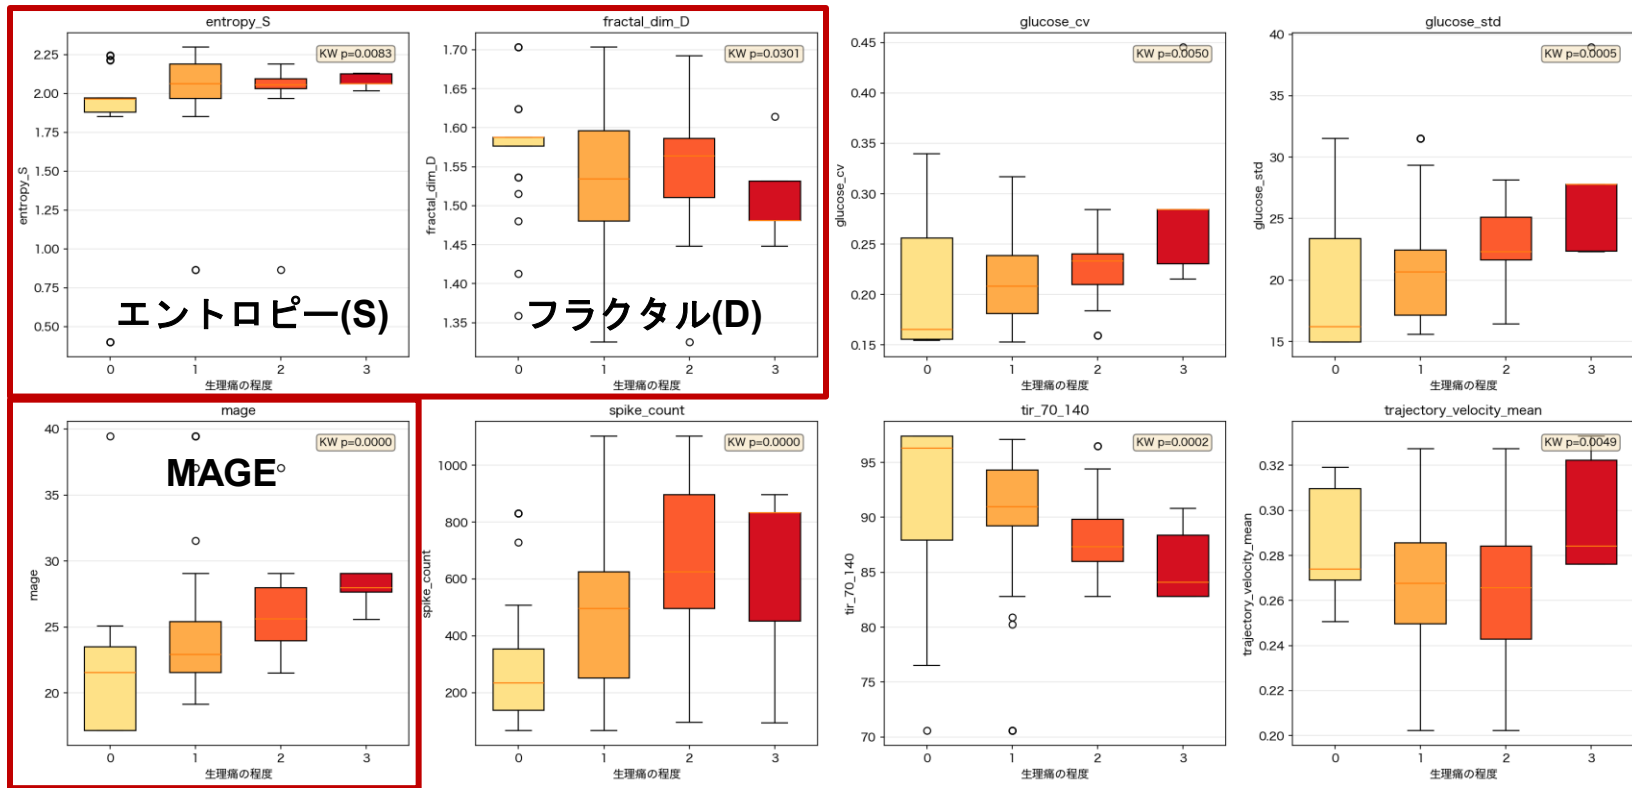 entropy_S
KW p=0.0083
2.25
2.00
1.75
1.50
1.25
1.00
0.75
0.50
entropy_S
エントロピー(S)
0 1 2 3
生理痛の程度
fractal_dim_D
KW p=0.0301
1.70
1.65
1.60
1.55
1.50
1.45
1.40
1.35
fractal_dim_D
フラクタル(D)
0 1 2 3
生理痛の程度
glucose_cv
KW p=0.0050
0.45
0.40
0.35
0.30
0.25
0.20
0.15
glucose_cv
0 1 2 3
生理痛の程度
glucose_std
KW p=0.0005
40
35
30
25
20
15
glucose_std
0 1 2 3
生理痛の程度
mage
KW p=0.0000
MAGE
40
35
30
25
20
mage
0 1 2 3
生理痛の程度
spike_count
KW p=0.0000
1000
800
600
400
200
spike_count
0 1 2 3
生理痛の程度
tir_70_140
KW p=0.0002
95
90
85
80
75
70
tir_70_140
0 1 2 3
生理痛の程度
trajectory_velocity_mean
KW p=0.0049
0.32
0.30
0.28
0.26
0.24
0.22
0.20
trajectory_velocity_mean
0 1 2 3
生理痛の程度